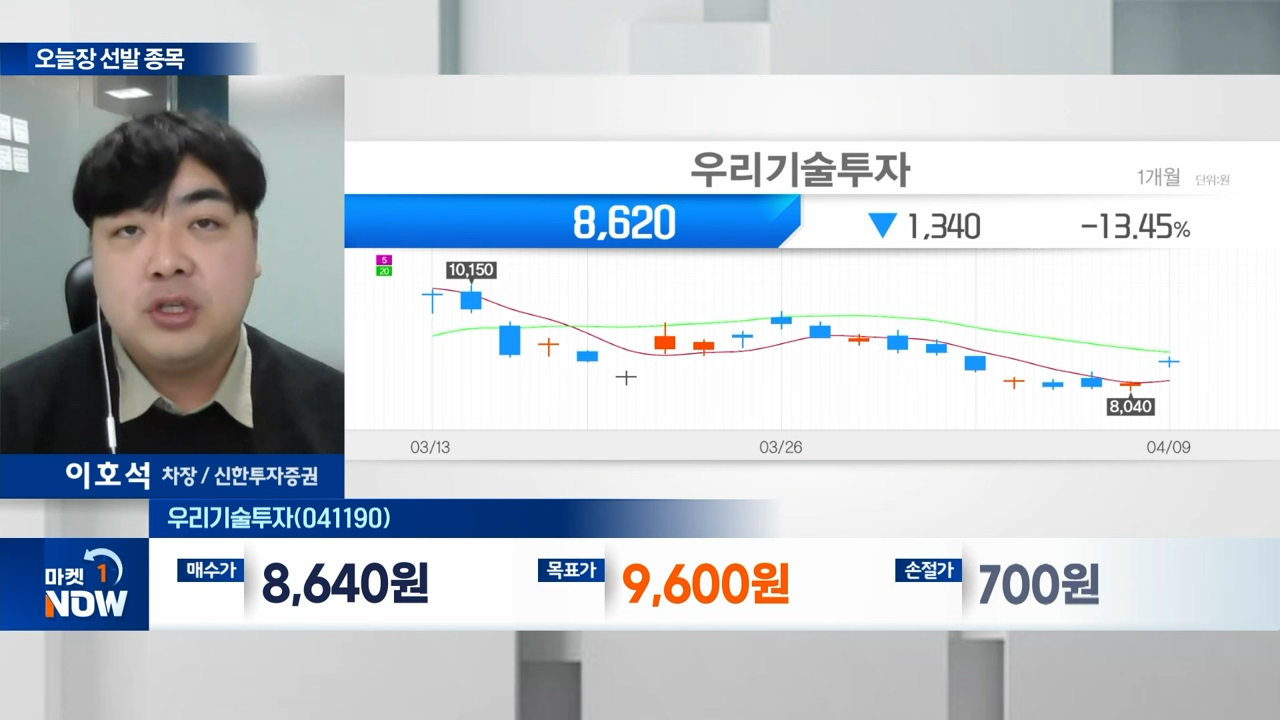 오늘장 선발 종목
우리기술투자
1개월 단위:원
8,620 ▼ 1,340 -13.45%
5
20
10,150
8,040
03/13 03/26 04/09
이호석 차장 / 신한투자증권
우리기술투자(041190)
마켓 1
NOW
매수가 8,640원 목표가 9,600원 손절가 700원